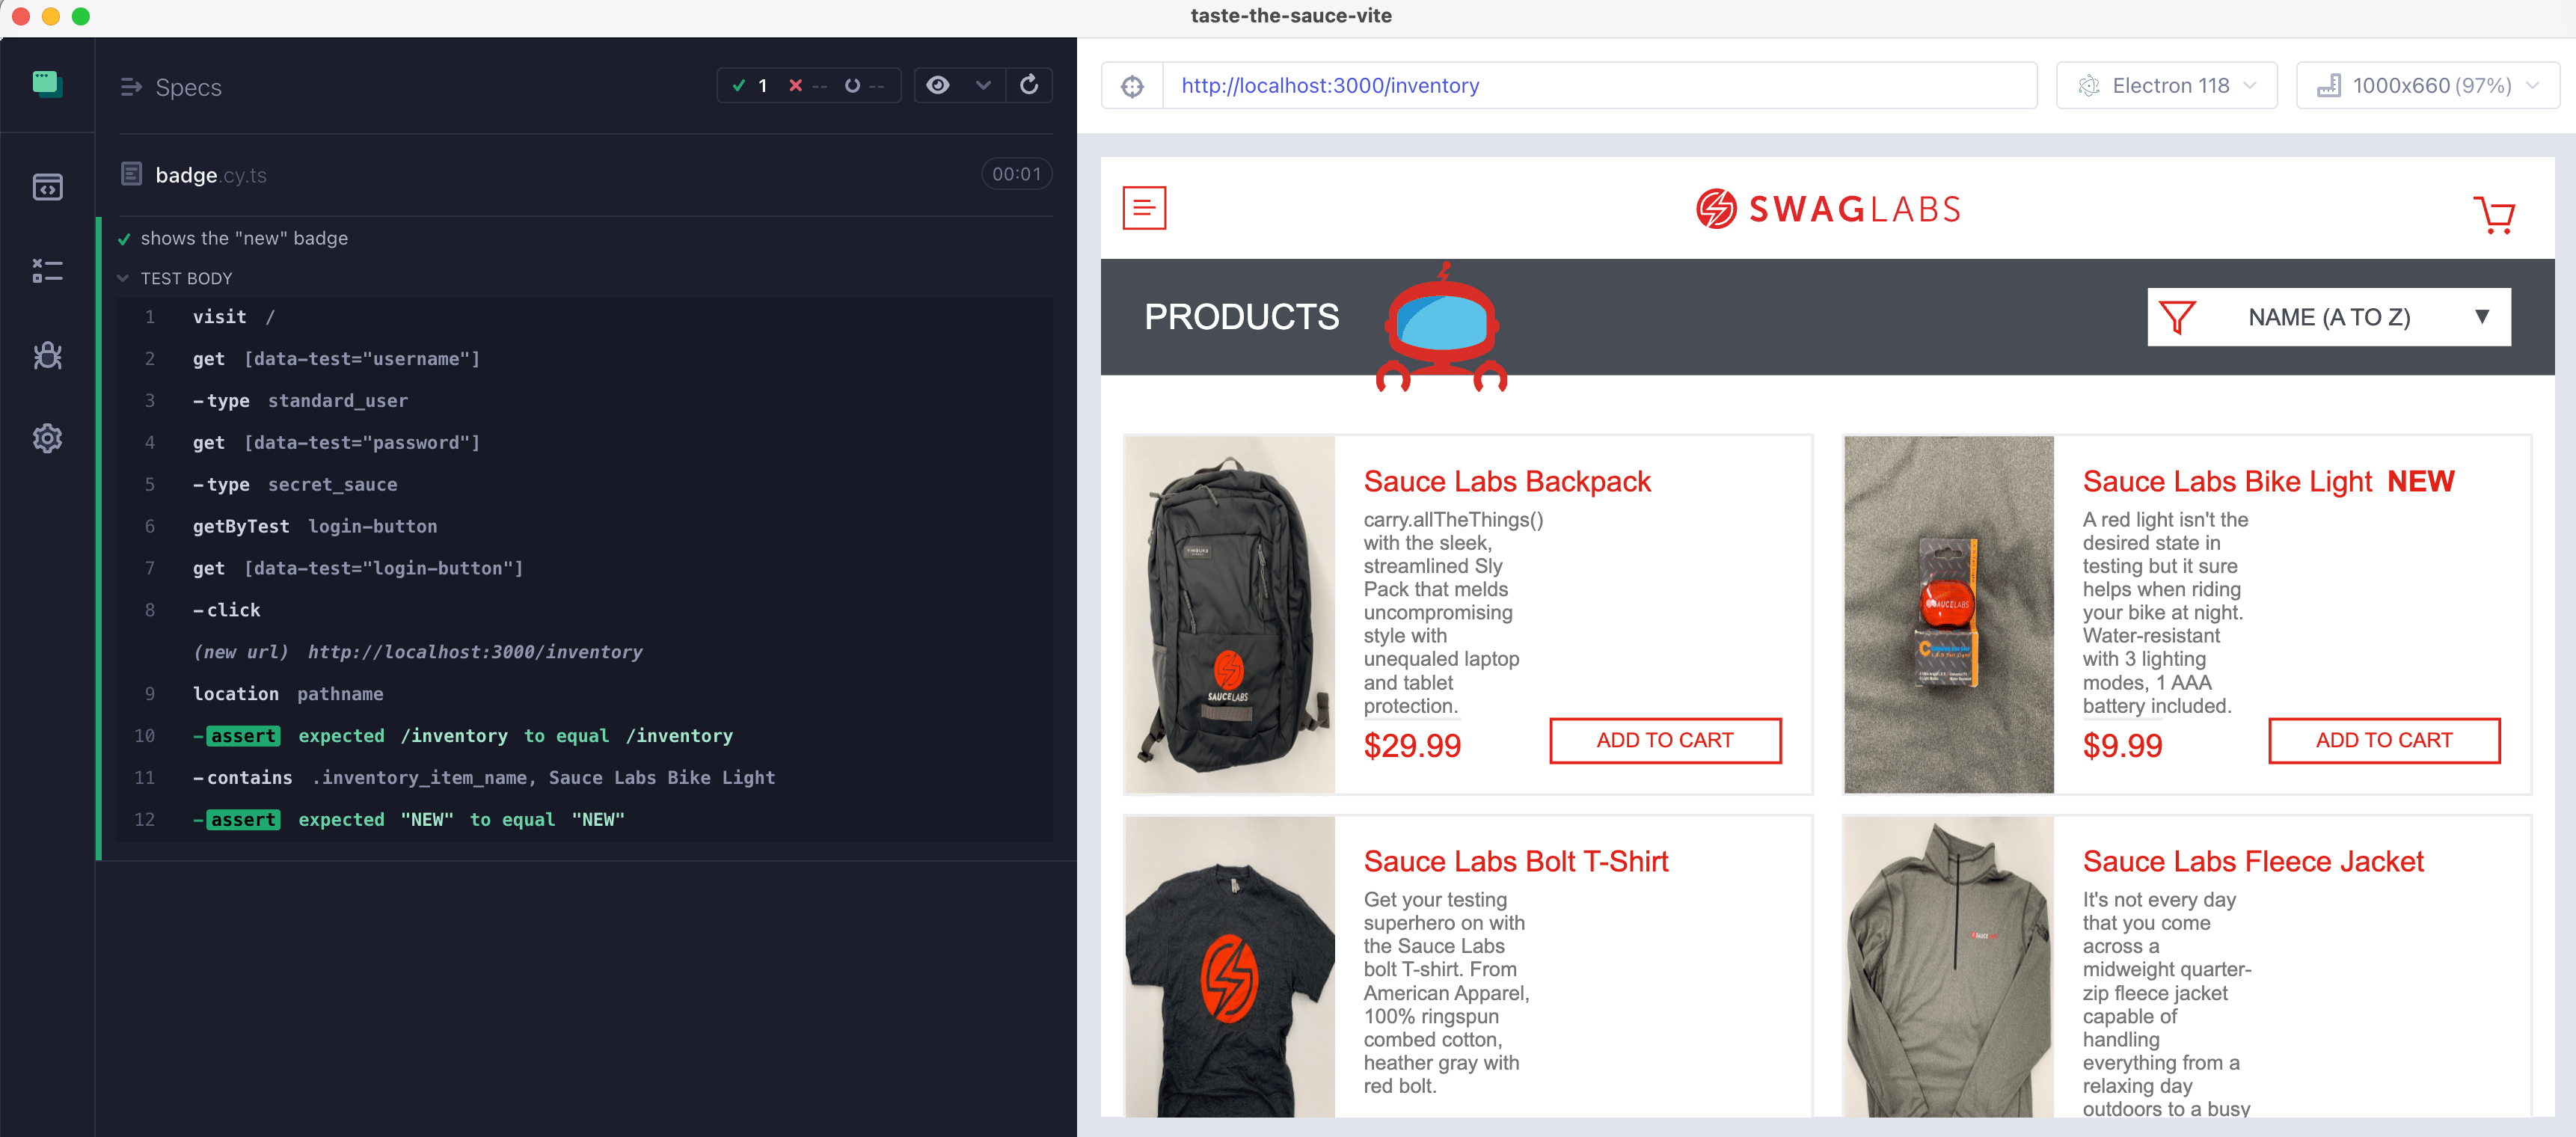 taste-the-sauce-vite
Specs
1 -- --
badge.cy.ts
00:01
shows the "new" badge
TEST BODY
1 visit /
2 get [data-test="username"]
3 -type standard_user
4 get [data-test="password"]
5 -type secret_sauce
6 getByTest login-button
7 get [data-test="login-button"]
8 -click
(new url) http://localhost:3000/inventory
9 location pathname
10 -assert expected /inventory to equal /inventory
11 -contains .inventory_item_name, Sauce Labs Bike Light
12 -assert expected "NEW" to equal "NEW"
http://localhost:3000/inventory
Electron 118
1000x660 (97%)
SWAGLABS
PRODUCTS
NAME (A TO Z)
Sauce Labs Backpack
carry.allTheThings()
with the sleek,
streamlined Sly
Pack that melds
uncompromising
style with
unequaled laptop
and tablet
protection.
$29.99
ADD TO CART
SAUCELABS
Sauce Labs Bike Light NEW
A red light isn't the
desired state in
testing but it sure
helps when riding
your bike at night.
Water-resistant
with 3 lighting
modes, 1 AAA
battery included.
$9.99
ADD TO CART
SAUCELABS
Sauce Labs Bolt T-Shirt
Get your testing
superhero on with
the Sauce Labs
bolt T-shirt. From
American Apparel,
100% ringspun
combed cotton,
heather gray with
red bolt.
Sauce Labs Fleece Jacket
It's not every day
that you come
across a
midweight quarter-
zip fleece jacket
capable of
handling
everything from a
relaxing day
outdoors to a busy